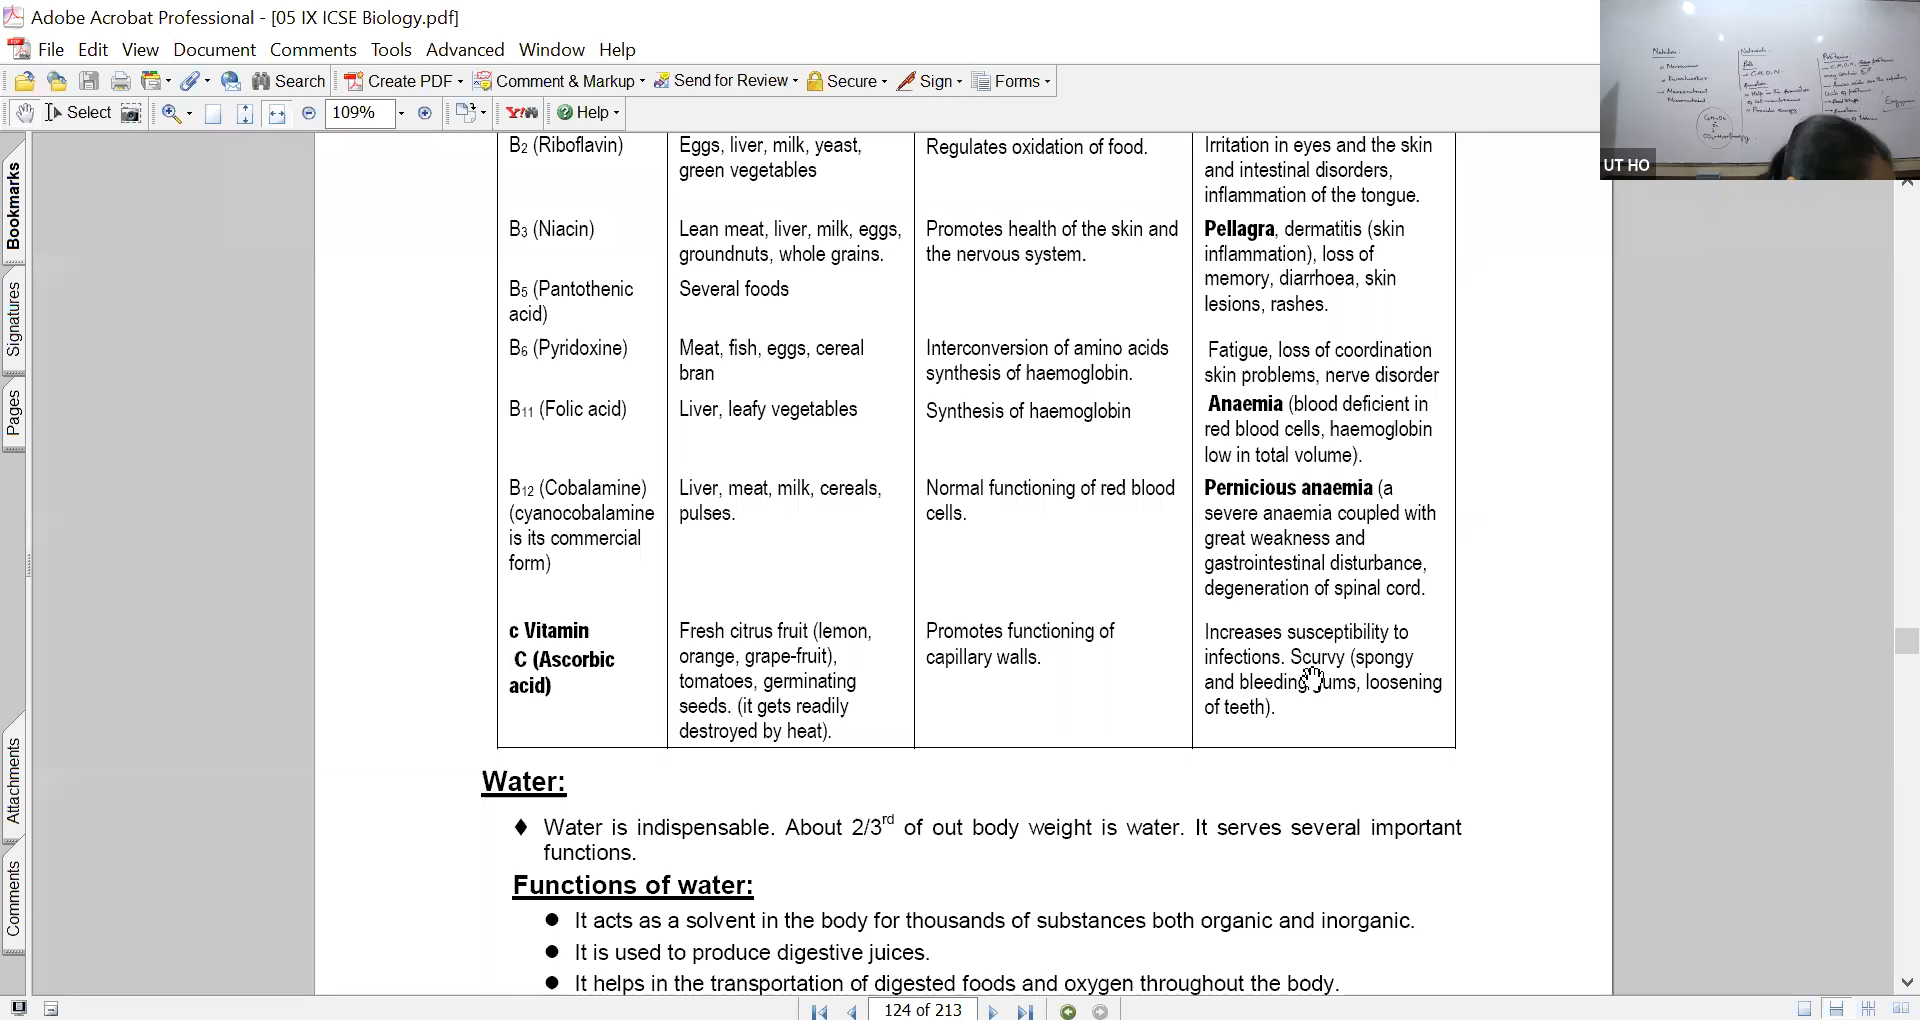 Adobe Acrobat Professional - [05 IX ICSE Biology.pdf]
File Edit View Document Comments Tools Advanced Window Help
Search Create PDF Comment & Markup Send for Review Secure Sign Forms
Select 109% Y! Help
UT HO
Bookmarks
Signatures
Pages
Attachments
Comments
B2 (Riboflavin)
Eggs, liver, milk, yeast,
green vegetables
Regulates oxidation of food.
Irritation in eyes and the skin
and intestinal disorders,
inflammation of the tongue.
B3 (Niacin)
Lean meat, liver, milk, eggs,
groundnuts, whole grains.
Promotes health of the skin and
the nervous system.
Pellagra, dermatitis (skin
inflammation), loss of
memory, diarrhoea, skin
lesions, rashes.
B5 (Pantothenic
acid)
Several foods
B6 (Pyridoxine)
Meat, fish, eggs, cereal
bran
Interconversion of amino acids
synthesis of haemoglobin.
Fatigue, loss of coordination
skin problems, nerve disorder
B11 (Folic acid)
Liver, leafy vegetables
Synthesis of haemoglobin
Anaemia (blood deficient in
red blood cells, haemoglobin
low in total volume).
B12 (Cobalamine)
(cyanocobalamine
is its commercial
form)
Liver, meat, milk, cereals,
pulses.
Normal functioning of red blood
cells.
Pernicious anaemia (a
severe anaemia coupled with
great weakness and
gastrointestinal disturbance,
degeneration of spinal cord.
c Vitamin
C (Ascorbic
acid)
Fresh citrus fruit (lemon,
orange, grape-fruit),
tomatoes, germinating
seeds. (it gets readily
destroyed by heat).
Promotes functioning of
capillary walls.
Increases susceptibility to
infections. Scurvy (spongy
and bleeding gums, loosening
of teeth).
Water:
Water is indispensable. About 2/3rd of out body weight is water. It serves several important
functions.
Functions of water:
It acts as a solvent in the body for thousands of substances both organic and inorganic.
It is used to produce digestive juices.
It helps in the transportation of digested foods and oxygen throughout the body.
124 of 213